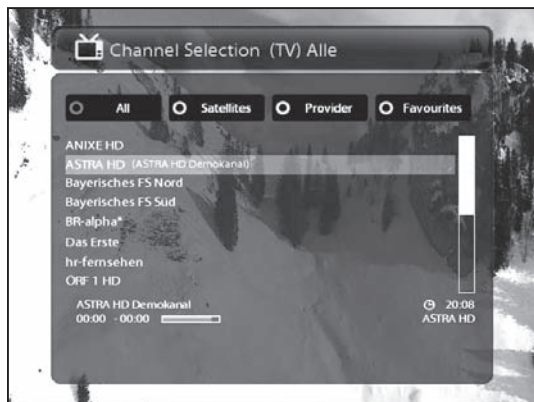 Channel Selection (TV) Alle
All Satellites Provider Favourites
ANIXE HD
ASTRA HD (ASTRA HD Demokanal)
Bayerisches FS Nord
Bayerisches FS Süd
BR-alpha*
Das Erste
hr-fernsehen
ORF 1 HD
ASTRA HD Demokanal 20:08
00:00 - 00:00 ASTRA HD